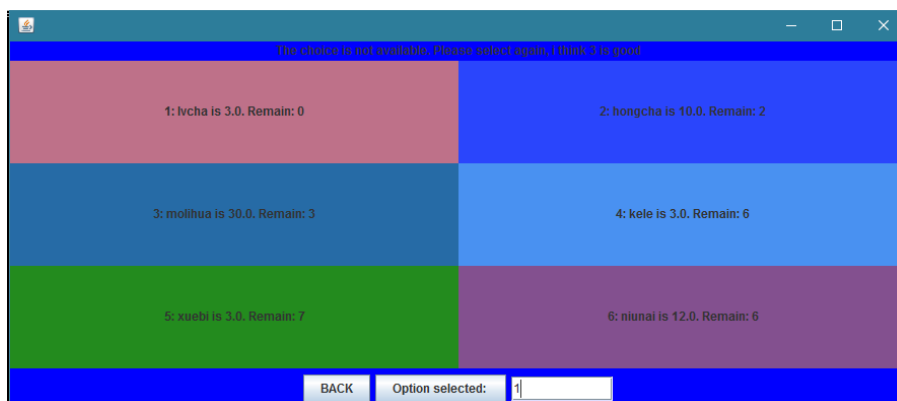 The choice is not available. Please select again, i think 3 is good
1: lvcha is 3.0. Remain: 0
2: hongcha is 10.0. Remain: 2
3: molihua is 30.0. Remain: 3
4: kele is 3.0. Remain: 6
5: xuebi is 3.0. Remain: 7
6: niunai is 12.0. Remain: 6
BACK
Option selected:
1